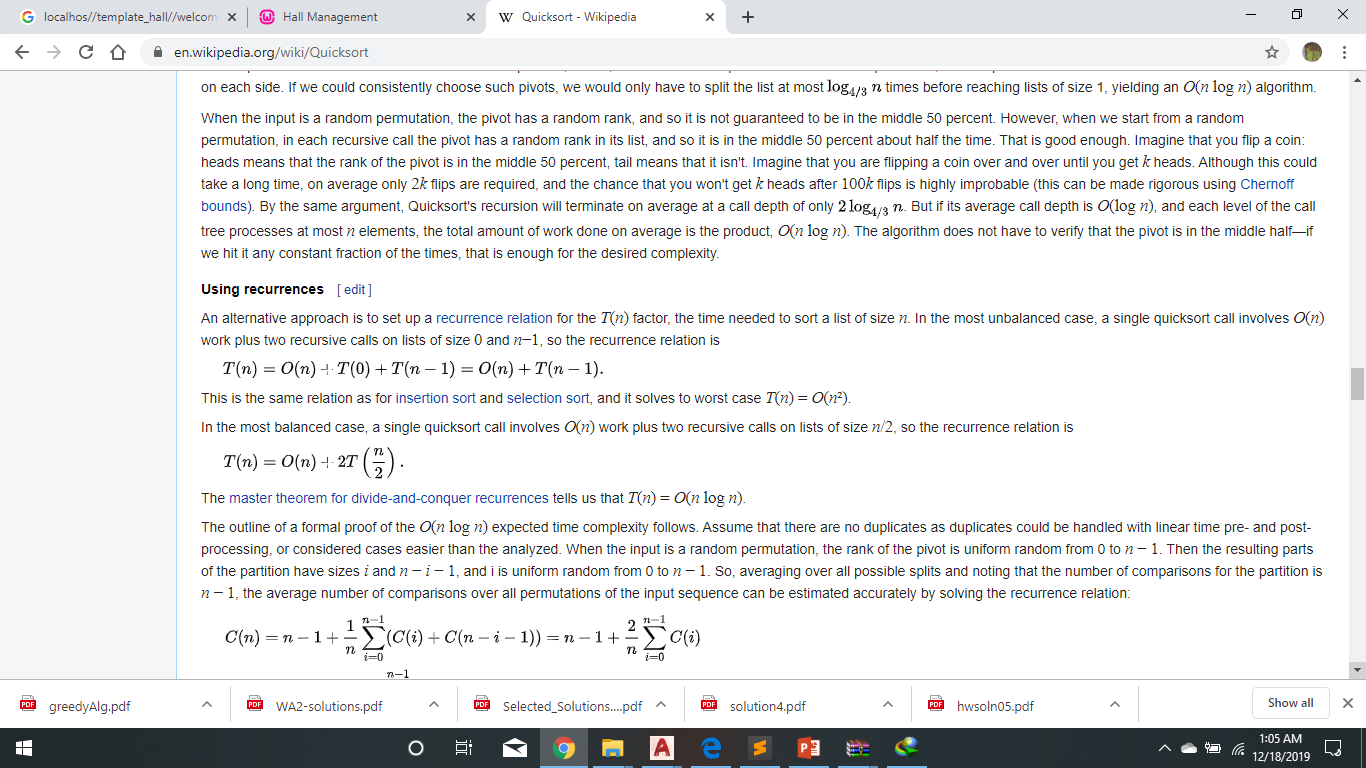 localhos//template_hall//welcom
Hall Management
Quicksort - Wikipedia
en.wikipedia.org/wiki/Quicksort
on each side. If we could consistently choose such pivots, we would only have to split the list at most log_{4/3} n times before reaching lists of size 1, yielding an O(n log n) algorithm.
When the input is a random permutation, the pivot has a random rank, and so it is not guaranteed to be in the middle 50 percent. However, when we start from a random
permutation, in each recursive call the pivot has a random rank in its list, and so it is in the middle 50 percent about half the time. That is good enough. Imagine that you flip a coin:
heads means that the rank of the pivot is in the middle 50 percent, tail means that it isn't. Imagine that you are flipping a coin over and over until you get k heads. Although this could
take a long time, on average only 2k flips are required, and the chance that you won't get k heads after 100k flips is highly improbable (this can be made rigorous using Chernoff
bounds). By the same argument, Quicksort's recursion will terminate on average at a call depth of only 2 log_{4/3} n. But if its average call depth is O(log n), and each level of the call
tree processes at most n elements, the total amount of work done on average is the product, O(n log n). The algorithm does not have to verify that the pivot is in the middle half—if
we hit it any constant fraction of the times, that is enough for the desired complexity.
Using recurrences [ edit ]
An alternative approach is to set up a recurrence relation for the T(n) factor, the time needed to sort a list of size n. In the most unbalanced case, a single quicksort call involves O(n)
work plus two recursive calls on lists of size 0 and n−1, so the recurrence relation is
T(n) = O(n) + T(0) + T(n − 1) = O(n) + T(n − 1).
This is the same relation as for insertion sort and selection sort, and it solves to worst case T(n) = O(n²).
In the most balanced case, a single quicksort call involves O(n) work plus two recursive calls on lists of size n/2, so the recurrence relation is
T(n) = O(n) + 2T (n/2).
The master theorem for divide-and-conquer recurrences tells us that T(n) = O(n log n).
The outline of a formal proof of the O(n log n) expected time complexity follows. Assume that there are no duplicates as duplicates could be handled with linear time pre- and post-
processing, or considered cases easier than the analyzed. When the input is a random permutation, the rank of the pivot is uniform random from 0 to n − 1. Then the resulting parts
of the partition have sizes i and n − i − 1, and i is uniform random from 0 to n − 1. So, averaging over all possible splits and noting that the number of comparisons for the partition is
n − 1, the average number of comparisons over all permutations of the input sequence can be estimated accurately by solving the recurrence relation:
C(n) = n − 1 + 1/n ∑_{i=0}^{n−1} (C(i) + C(n − i − 1)) = n − 1 + 2/n ∑_{i=0}^{n−1} C(i)
n−1
greedyAlg.pdf
WA2-solutions.pdf
Selected_Solutions....pdf
solution4.pdf
hwsoln05.pdf
Show all
1:05 AM
12/18/2019